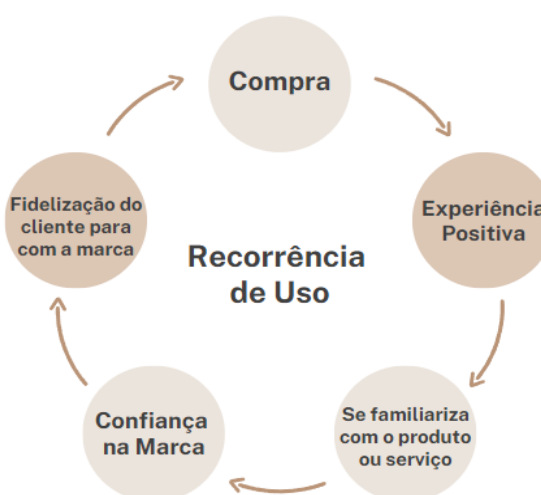 Compra
Experiência
Positiva
Se familiariza
com o produto
ou serviço
Confiança
na Marca
Fidelização do
cliente para
com a marca
Recorrência
de Uso